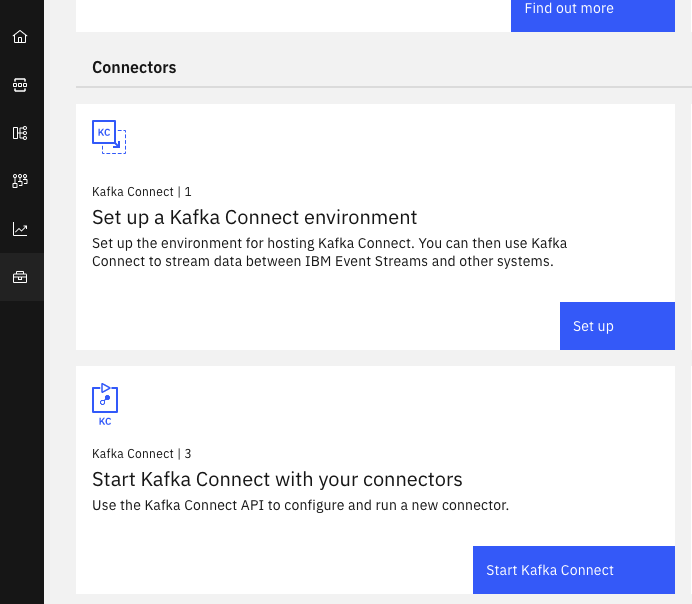 Find out more
Connectors
KC
Kafka Connect | 1
Set up a Kafka Connect environment
Set up the environment for hosting Kafka Connect. You can then use Kafka
Connect to stream data between IBM Event Streams and other systems.
Set up
KC
Kafka Connect | 3
Start Kafka Connect with your connectors
Use the Kafka Connect API to configure and run a new connector.
Start Kafka Connect